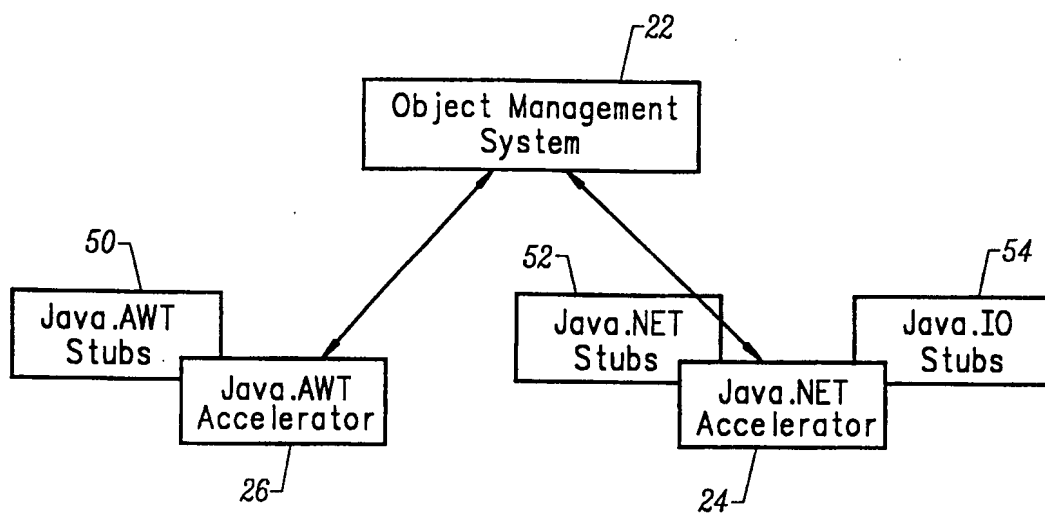 22
Object Management
System
50
Java.AWT
Stubs
52
Java.NET
Stubs
54
Java.IO
Stubs
Java.AWT
Accelerator
Java.NET
Accelerator
26
24